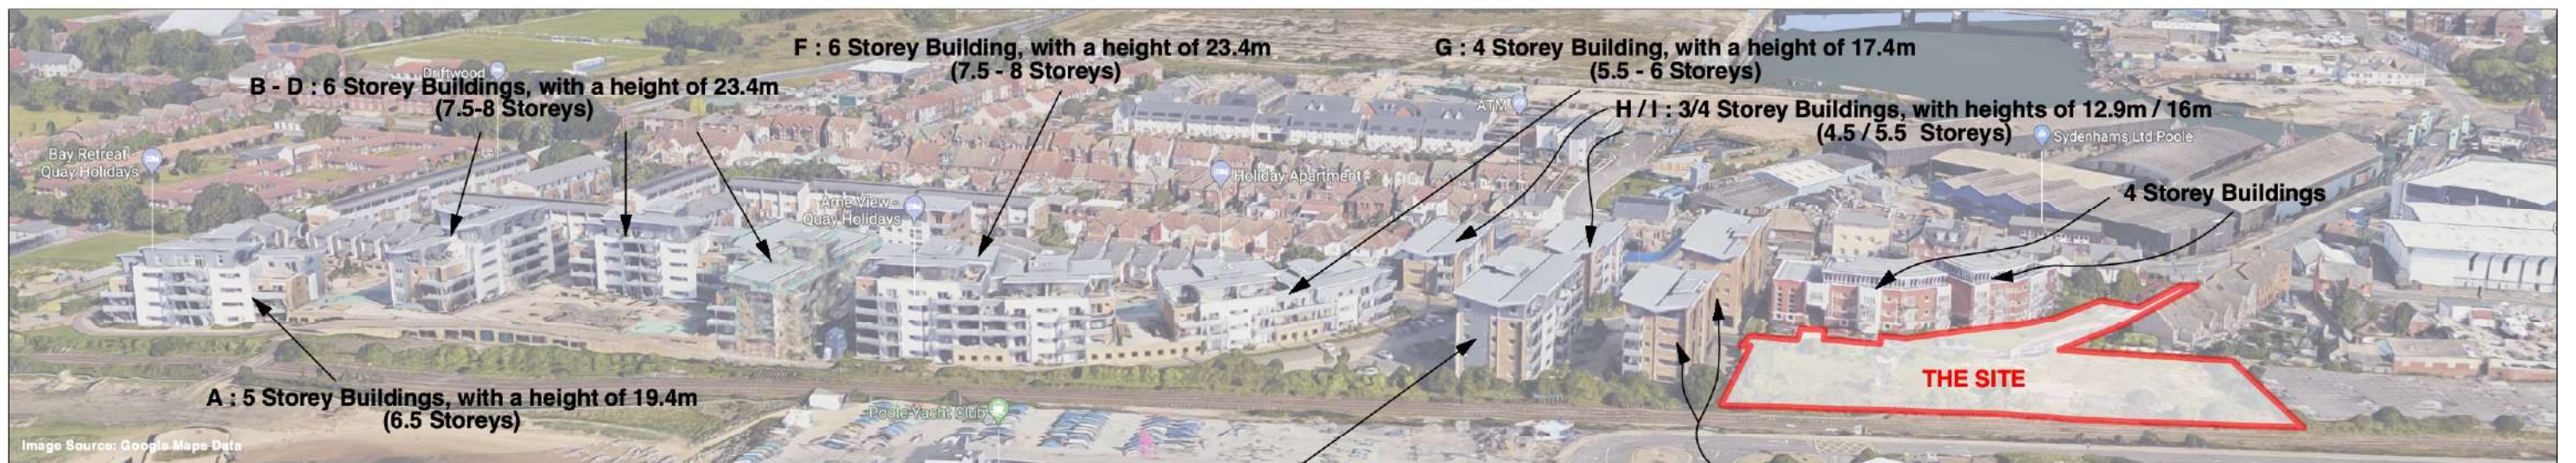 F : 6 Storey Building, with a height of 23.4m
(7.5 - 8 Storeys)
G : 4 Storey Building, with a height of 17.4m
(5.5 - 6 Storeys)
Driftwood
B - D : 6 Storey Buildings, with a height of 23.4m
(7.5-8 Storeys)
ATM
H / I : 3/4 Storey Buildings, with heights of 12.9m / 16m
(4.5 / 5.5 Storeys)
Sydenhams Ltd Poole
Bay Retreat -
Quay Holidays
Holiday Apartment
4 Storey Buildings
Arne View -
Quay Holidays
THE SITE
A : 5 Storey Buildings, with a height of 19.4m
(6.5 Storeys)
Poole Yacht Club
Image Source: Google Maps Data